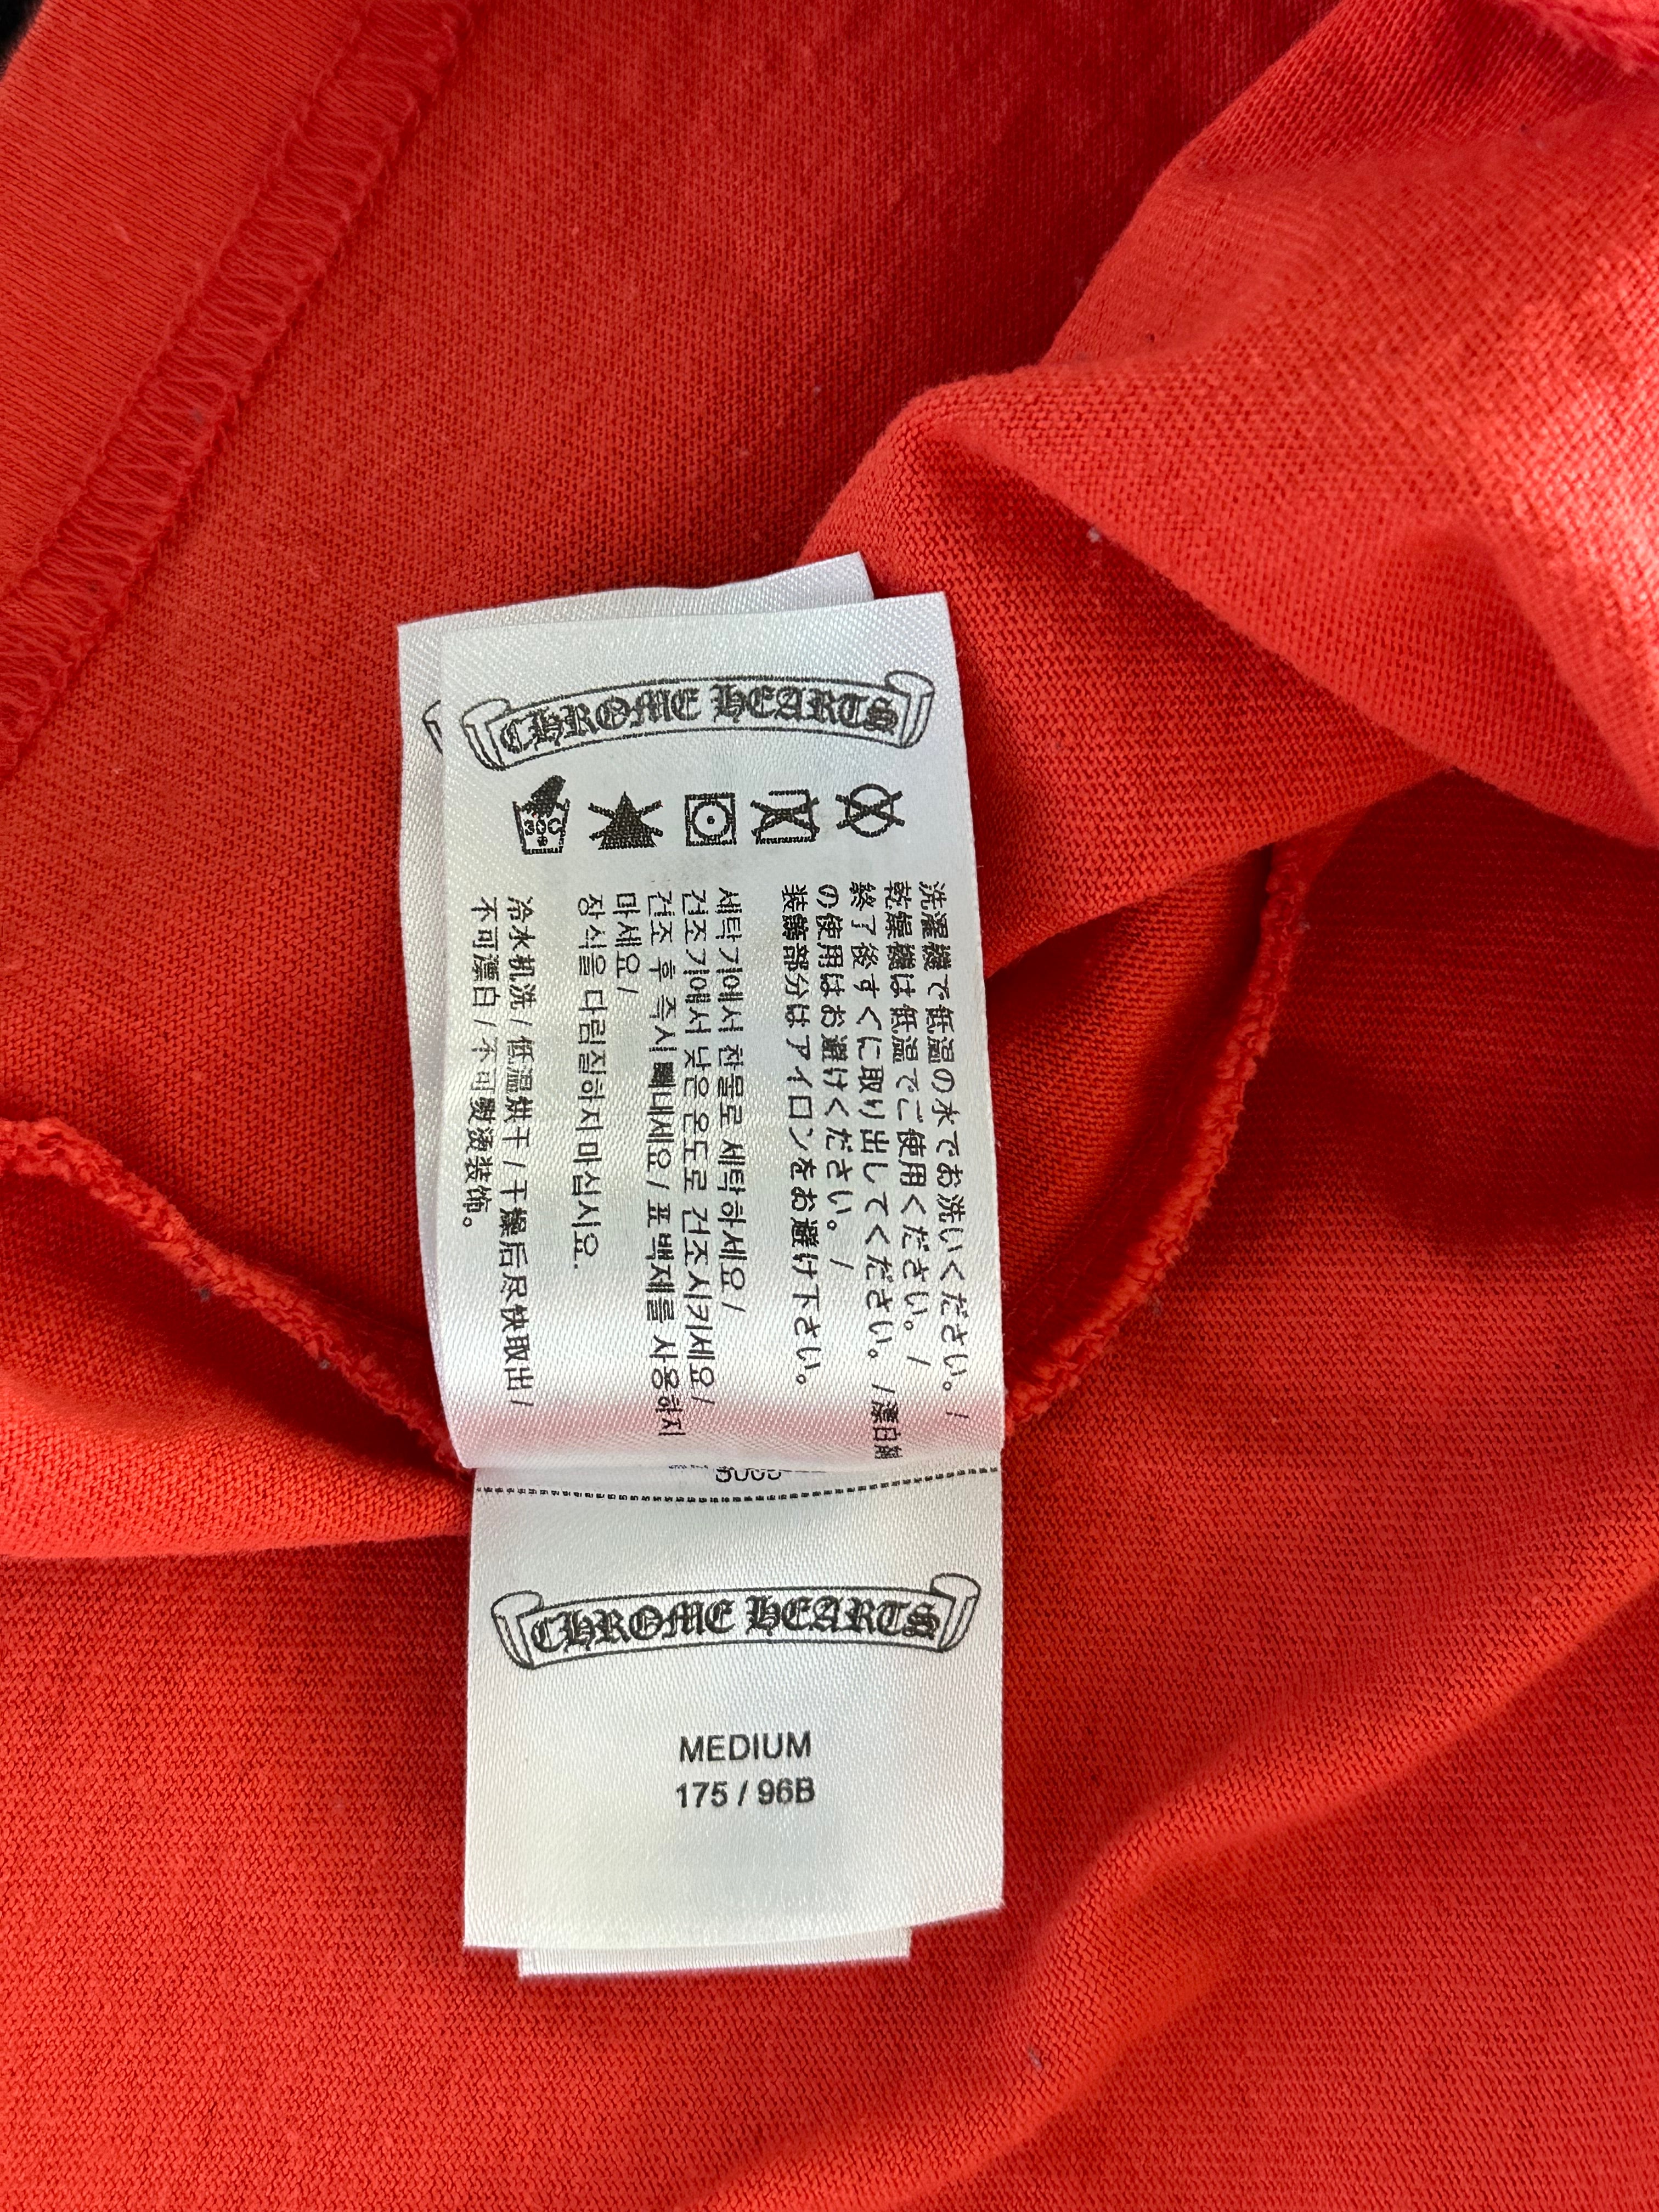 CHROME HEARTS
30C
洗濯機で低温の水でお洗いください。/
乾燥機は低温でご使用ください。/
終了後すぐに取り出してください。/漂白剤
の使用はお避けください。/
装飾部分はアイロンをお避け下さい。
세탁기에서 찬물로 세탁하세요/
건조기에서 낮은온도로 건조시키세요/
건조 후 즉시 빼내세요/표백제를 사용하지
마세요/
장식을 다림질하지마십시요.
冷水机洗/低温烘干/干燥后尽快取出/
不可漂白/不可熨烫装饰。
CHROME HEARTS
MEDIUM
175 / 96B